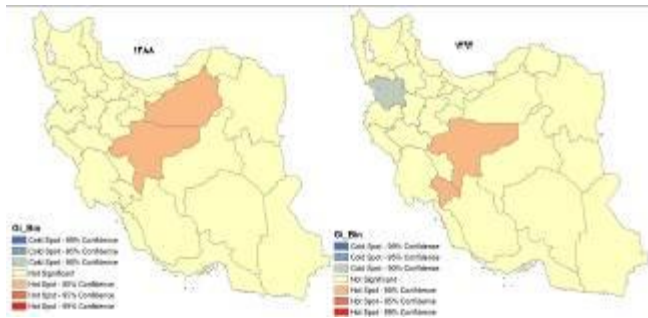 ۱۳۸۸
Gi_Bin
Cold Spot - 99% Confidence
Cold Spot - 95% Confidence
Cold Spot - 90% Confidence
Not Significant
Hot Spot - 90% Confidence
Hot Spot - 95% Confidence
Hot Spot - 99% Confidence
Gi_Bin
Cold Spot - 99% Confidence
Cold Spot - 95% Confidence
Cold Spot - 90% Confidence
Not Significant
Hot Spot - 90% Confidence
Hot Spot - 95% Confidence
Hot Spot - 99% Confidence